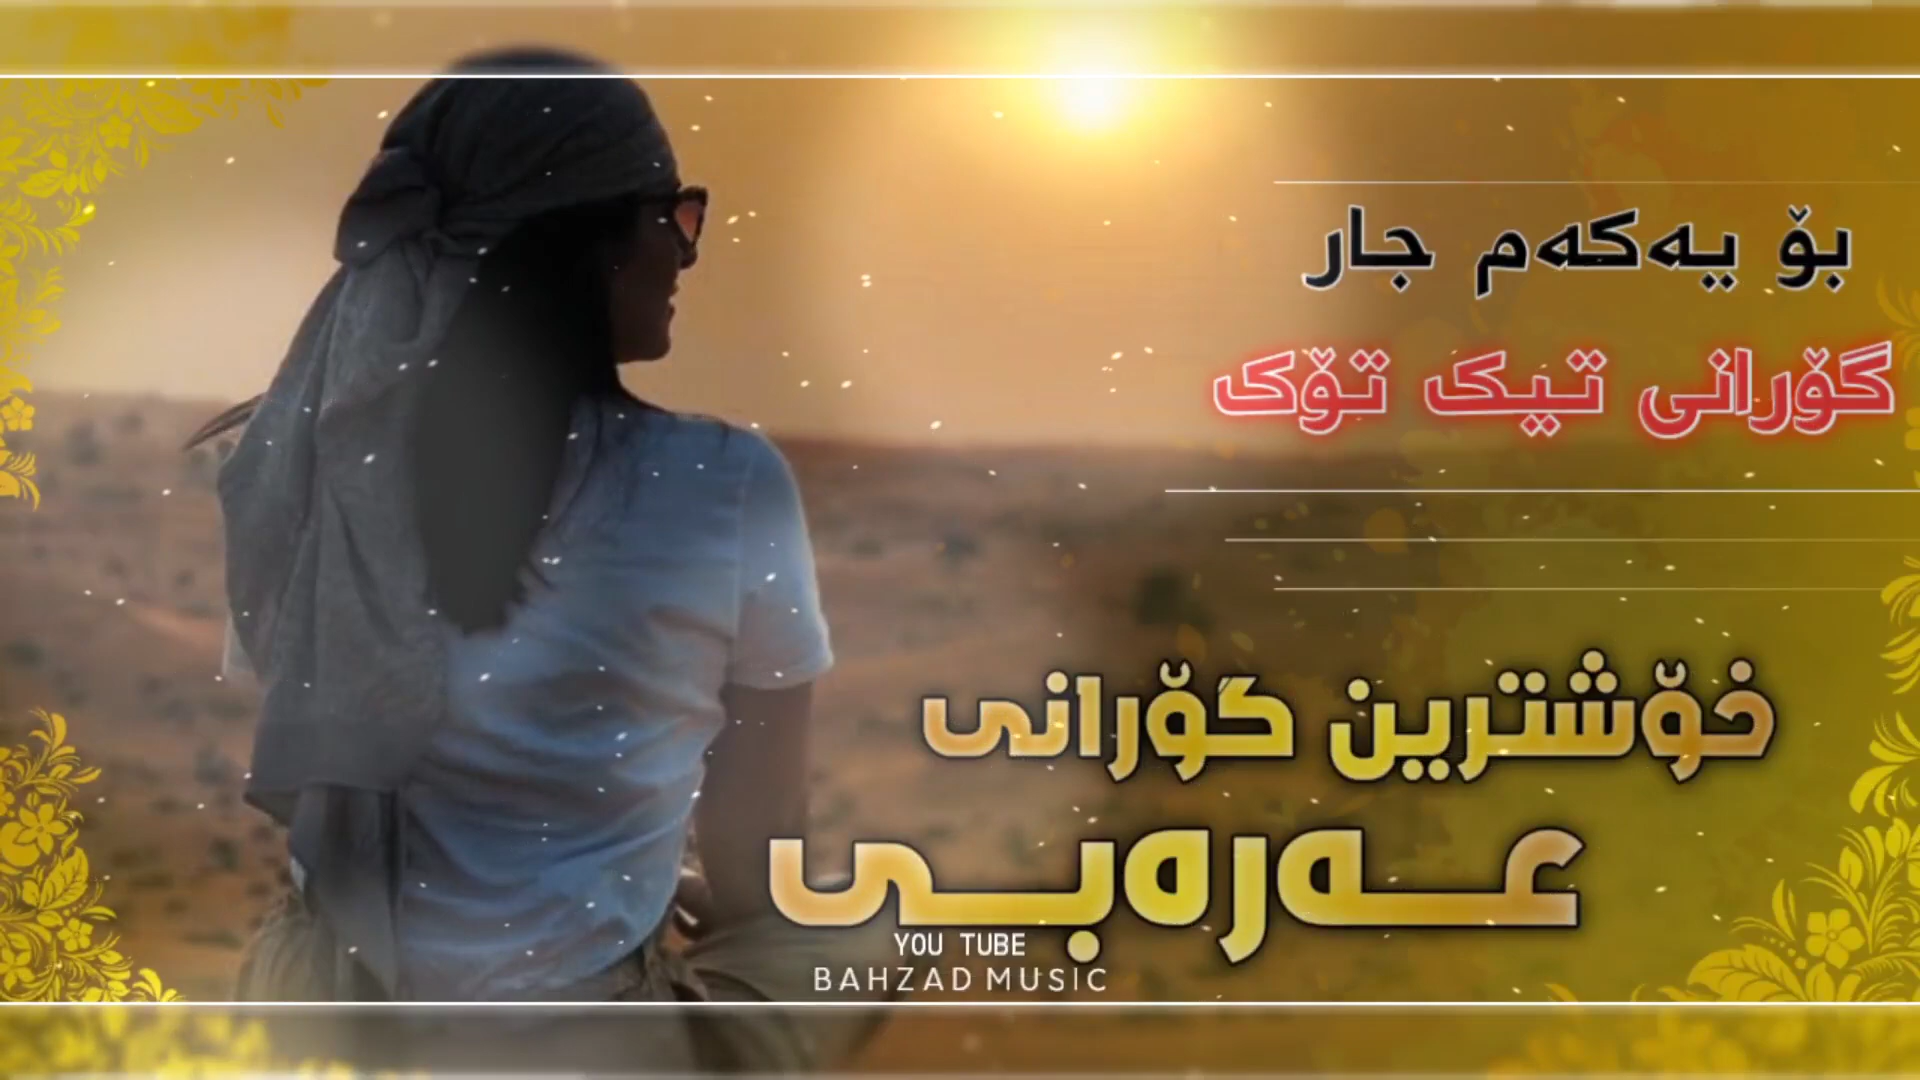 بۆ یەکەم جار
گۆرانی تیک تۆک
خۆشترین گۆرانی
عەرەبی
YOU TUBE
BAHZAD MUSIC